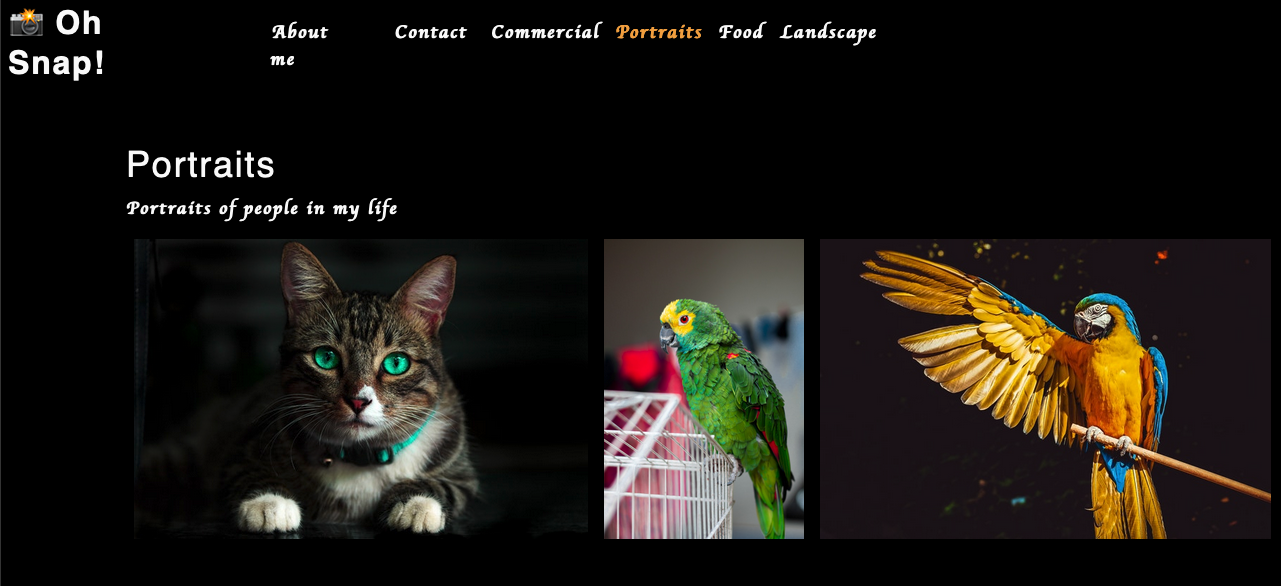 📸 Oh
Snap!
About
me
Contact
Commercial
Portraits
Food
Landscape
Portraits
Portraits of people in my life